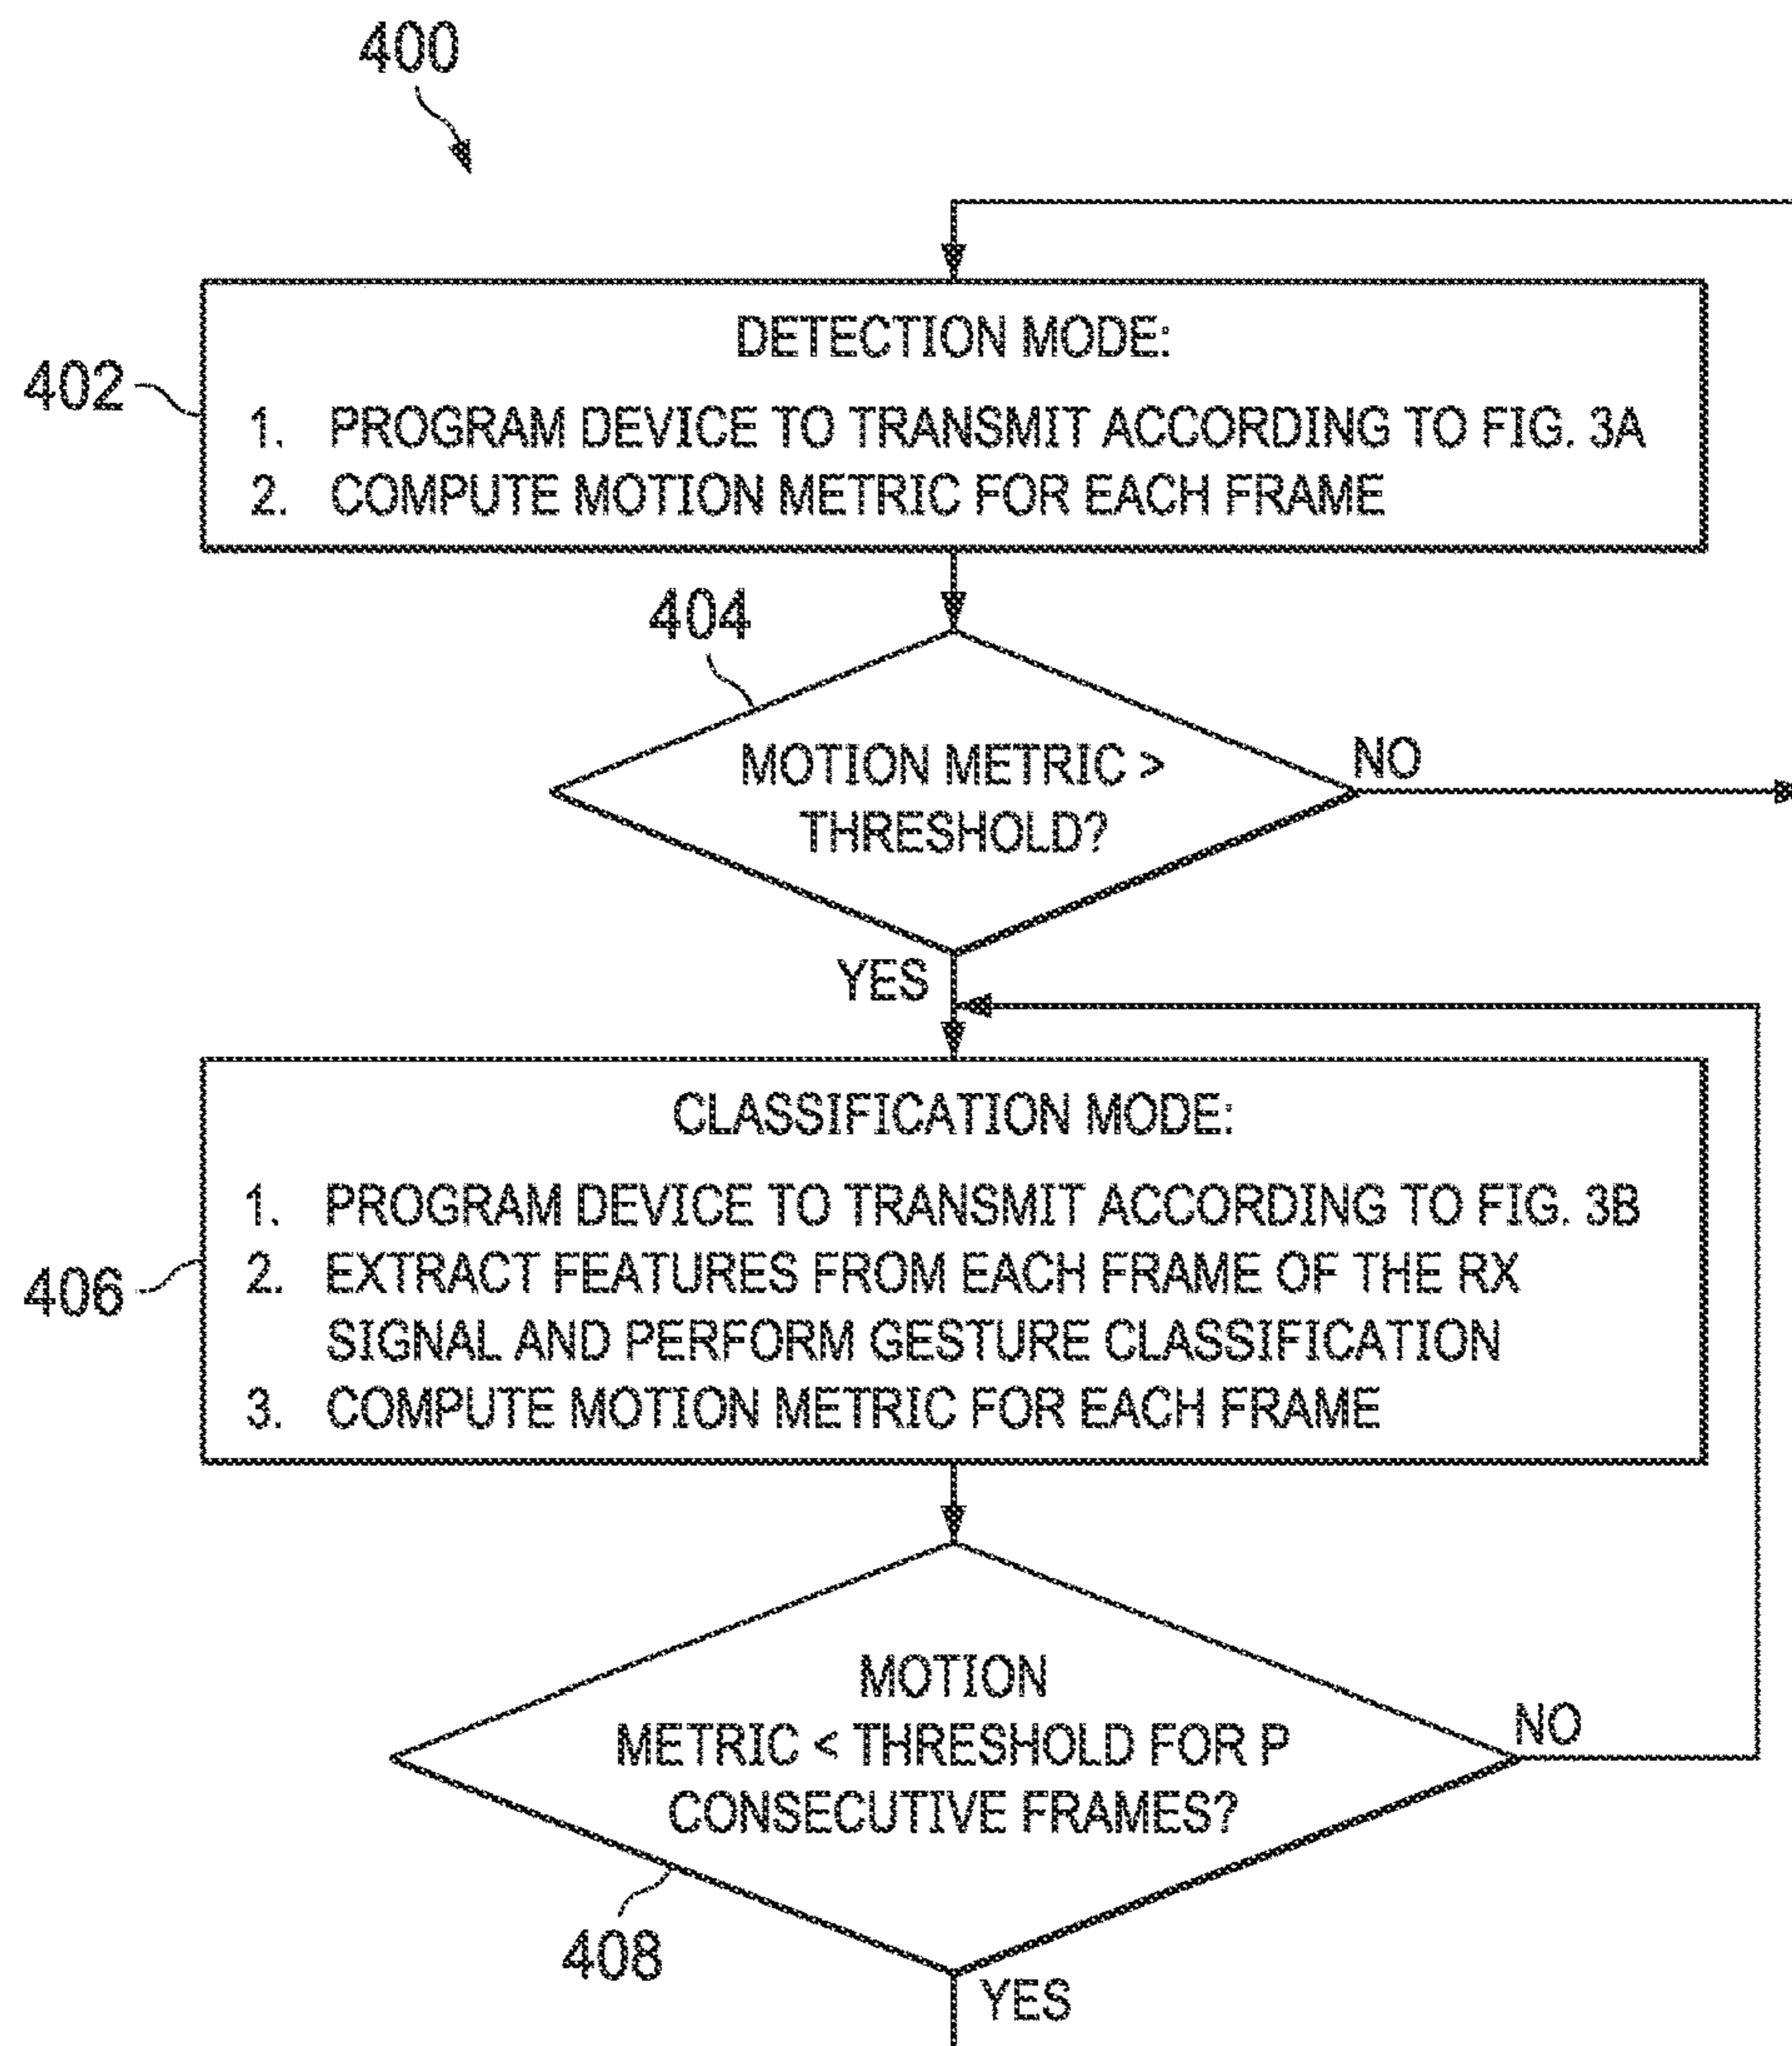 400
402
DETECTION MODE:
1. PROGRAM DEVICE TO TRANSMIT ACCORDING TO FIG. 3A
2. COMPUTE MOTION METRIC FOR EACH FRAME
404
MOTION METRIC >
THRESHOLD?
NO
YES
406
CLASSIFICATION MODE:
1. PROGRAM DEVICE TO TRANSMIT ACCORDING TO FIG. 3B
2. EXTRACT FEATURES FROM EACH FRAME OF THE RX
SIGNAL AND PERFORM GESTURE CLASSIFICATION
3. COMPUTE MOTION METRIC FOR EACH FRAME
MOTION
METRIC < THRESHOLD FOR P
CONSECUTIVE FRAMES?
NO
408
YES